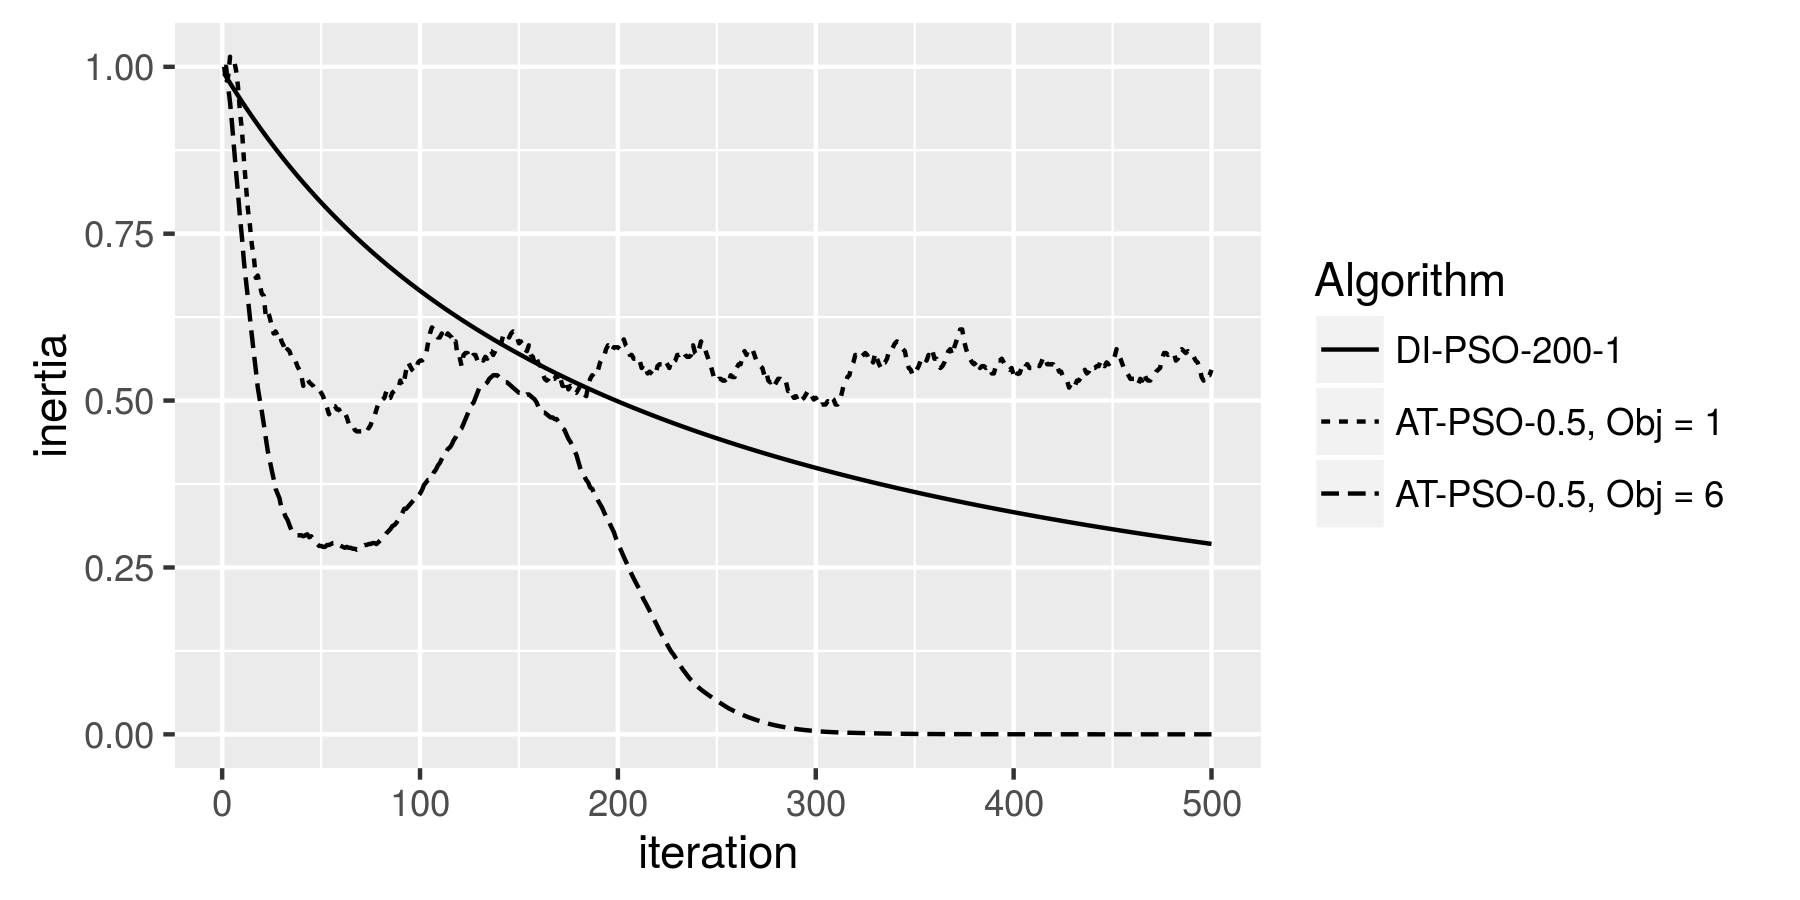 1.00
0.75
0.50
0.25
0.00
inertia
0 100 200 300 400 500
iteration
Algorithm
DI-PSO-200-1
AT-PSO-0.5, Obj = 1
AT-PSO-0.5, Obj = 6